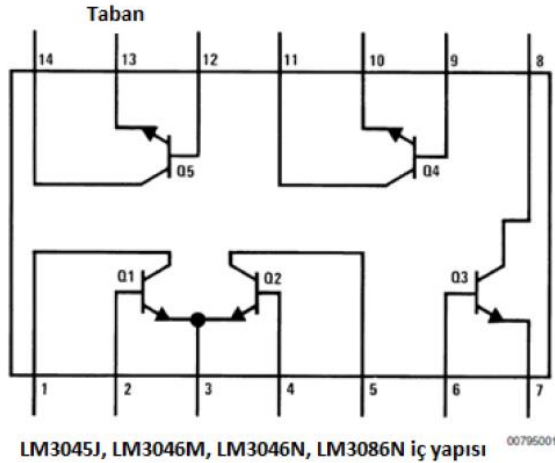 Taban
14 13 12 11 10 9 8
Q5 Q4
Q1 Q2 Q3
1 2 3 4 5 6 7
LM3045J, LM3046M, LM3046N, LM3086N iç yapısı 00795001